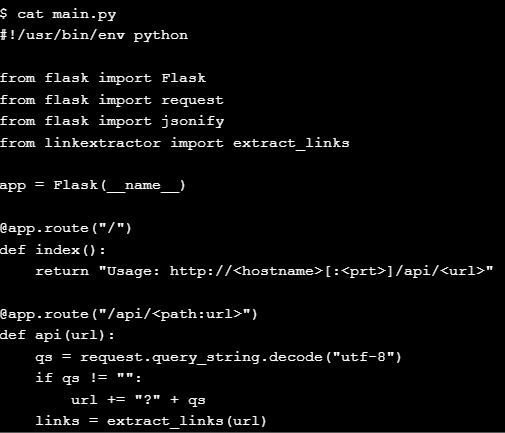 $ cat main.py
#!/usr/bin/env python
from flask import Flask
from flask import request
from flask import jsonify
from linkextractor import extract_links
app = Flask(__name__)
@app.route("/")
def index():
    return "Usage: http://<hostname>[:<prt>]/api/<url>"
@app.route("/api/<path:url>")
def api(url):
    qs = request.query_string.decode("utf-8")
    if qs != "":
        url += "?" + qs
    links = extract_links(url)